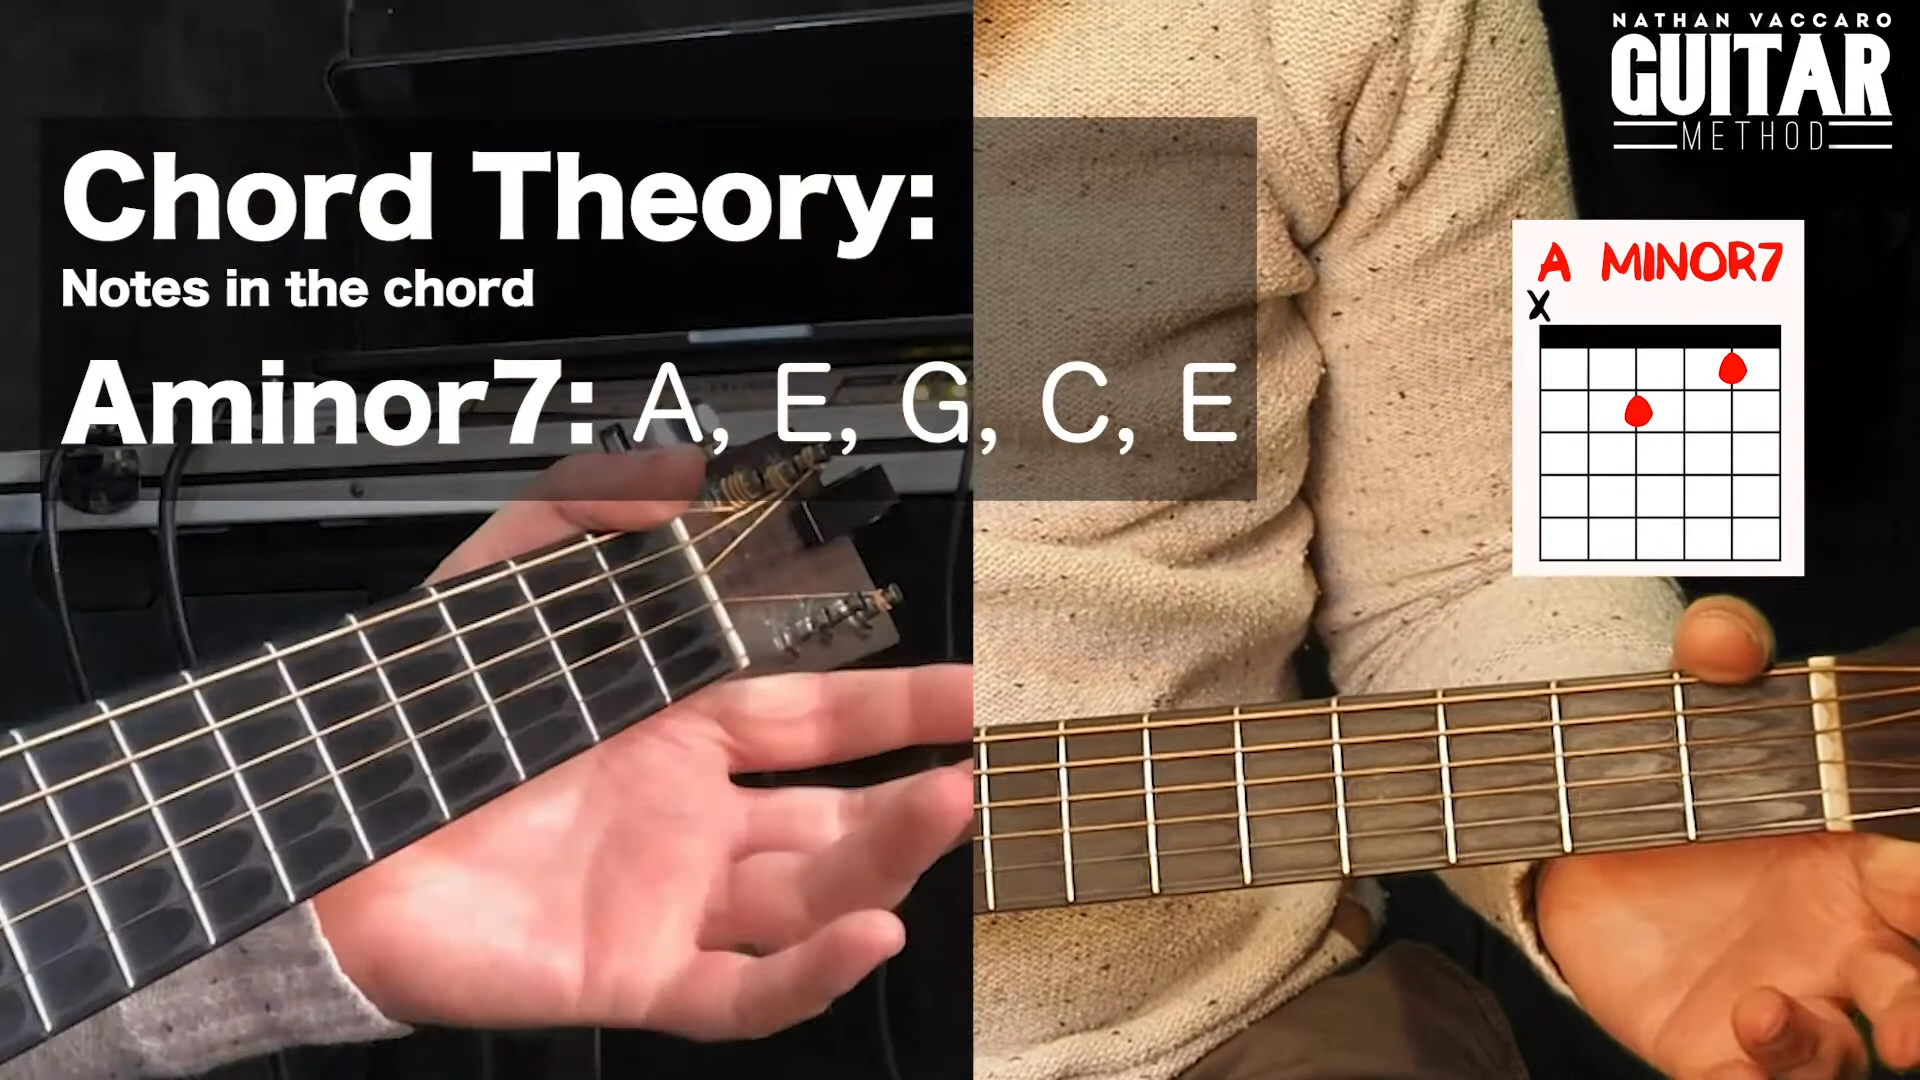 NATHAN VACCARO
GUITAR
METHOD
Chord Theory:
Notes in the chord
Aminor7: A, E, G, C, E
A MINOR7
X